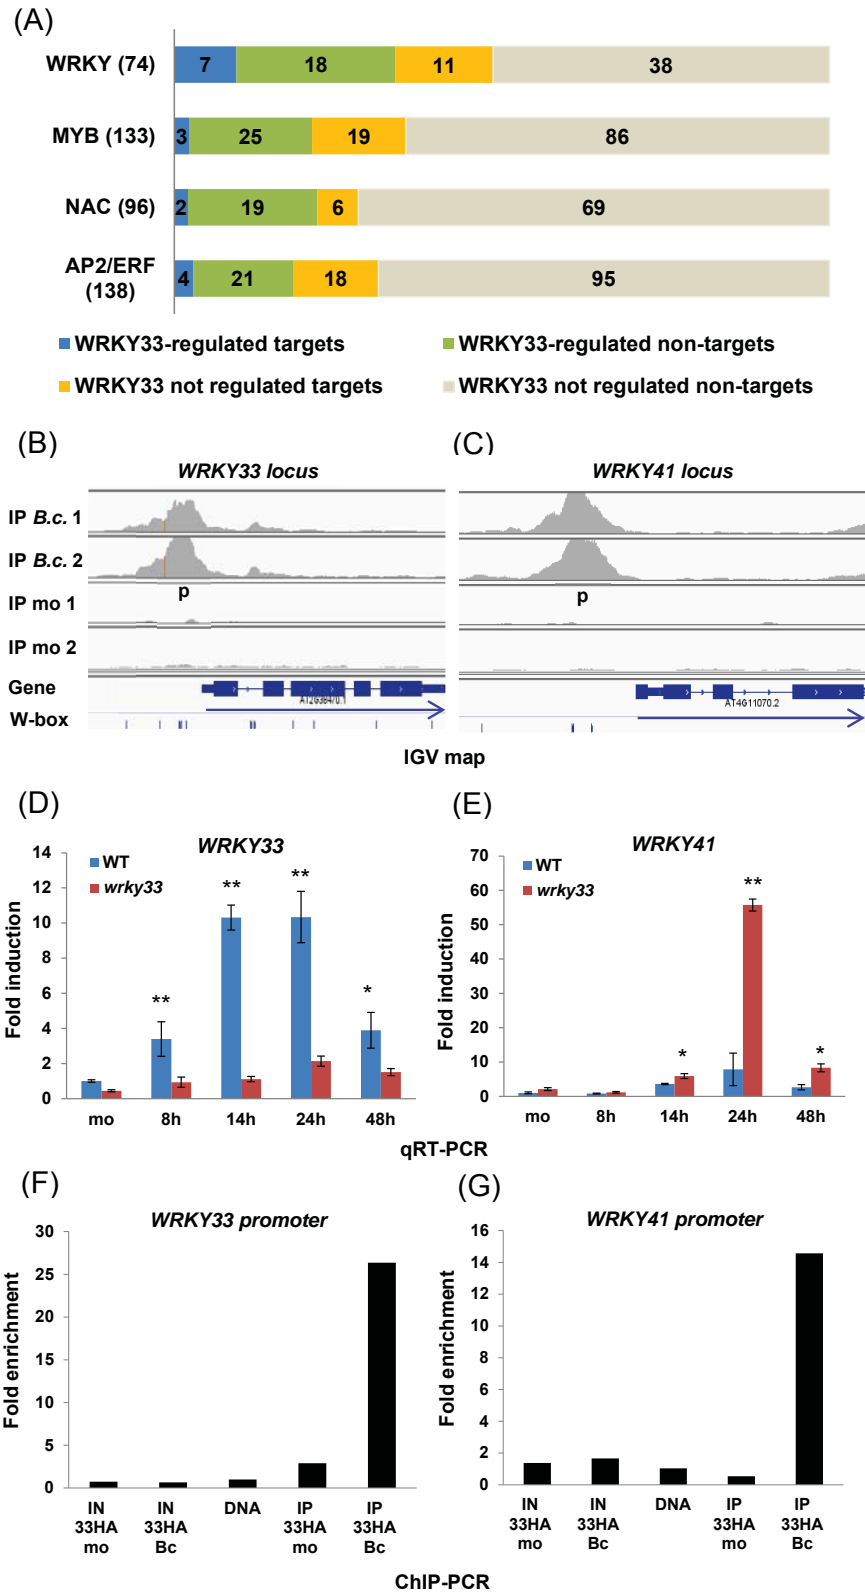 (A)
WRKY (74)
7 18 11 38
MYB (133)
3 25 19 86
NAC (96)
2 19 6 69
AP2/ERF
(138)
4 21 18 95
WRKY33-regulated targets
WRKY33-regulated non-targets
WRKY33 not regulated targets
WRKY33 not regulated non-targets
(B)
(C)
WRKY33 locus
WRKY41 locus
IP B.c. 1
IP B.c. 2
p
p
IP mo 1
IP mo 2
Gene
AT4G11070.2
W-box
IGV map
(D)
(E)
WRKY33
14
12
10
8
6
4
2
0
Fold induction
WT
wrky33
**
**
**
*
mo 8h 14h 24h 48h
WRKY41
70
60
50
40
30
20
10
0
Fold induction
WT
wrky33
*
**
*
mo 8h 14h 24h 48h
qRT-PCR
(F)
(G)
WRKY33 promoter
30
25
20
15
10
5
0
Fold enrichment
IN IN DNA IP IP
33HA 33HA 33HA 33HA
mo Bc mo Bc
WRKY41 promoter
16
14
12
10
8
6
4
2
0
Fold enrichment
IN IN DNA IP IP
33HA 33HA 33HA 33HA
mo Bc mo Bc
ChIP-PCR